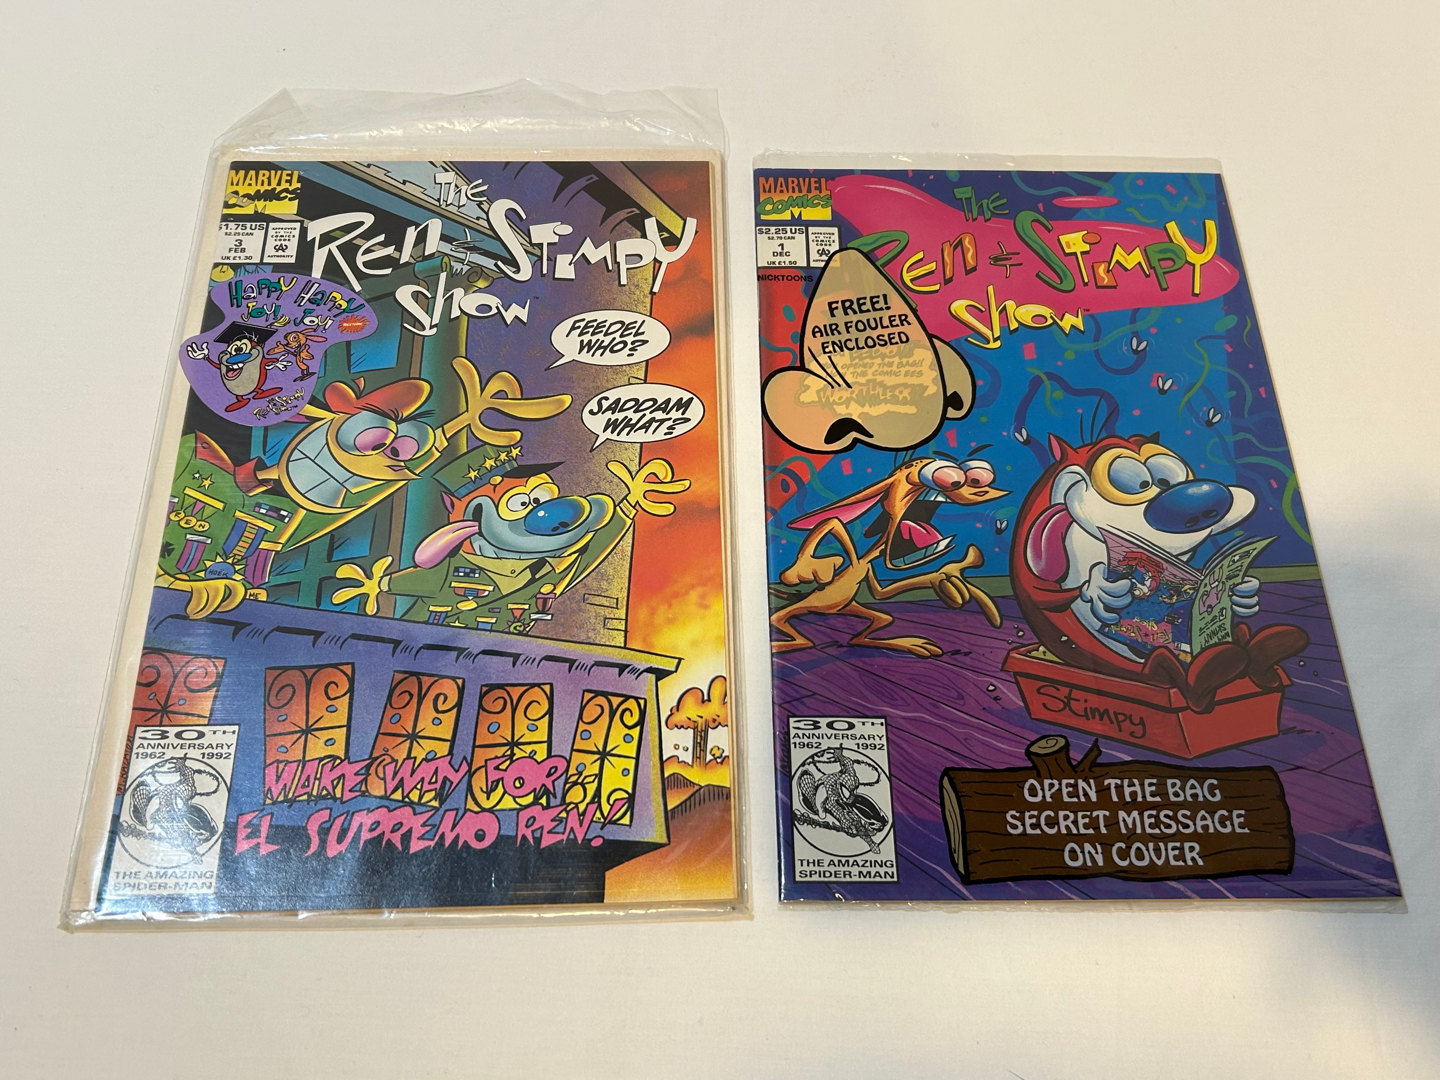 MARVEL
COMICS
$1.75 US
$2.25 CAN
3
FEB
UK £1.30
APPROVED
BY THE
COMICS
CODE
CA
AUTHORITY
THE
Ren & Stimpy
Show
Happy Happy
Joy! Joy!
FEEDEL
WHO?
SADDAM
WHAT?
REN
ME
MAKE WAY FOR
EL SUPREMO REN!
30TH
ANNIVERSARY
1962 1992
THE AMAZING
SPIDER-MAN
MARVEL
COMICS
$2.25 US
$2.75 CAN
1
DEC
UK £1.50
APPROVED
BY THE
COMICS
CODE
NICKTOONS
The
Ren & Stimpy
Show
FREE!
AIR FOULER
ENCLOSED
WORTHLESS
Stimpy
OPEN THE BAG
SECRET MESSAGE
ON COVER
30TH
ANNIVERSARY
1962 1992
THE AMAZING
SPIDER-MAN